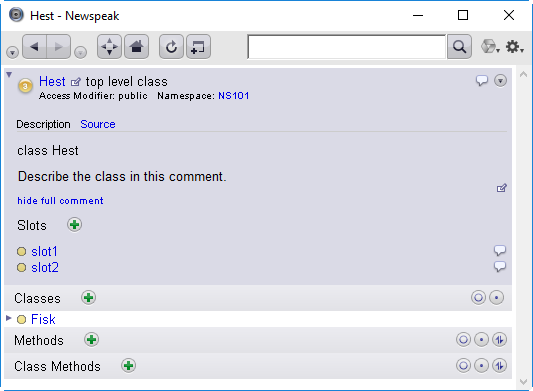 Hest - Newspeak
3 Hest top level class
Access Modifier: public Namespace: NS101
Description Source
class Hest
Describe the class in this comment.
hide full comment
Slots
slot1
slot2
Classes
Fisk
Methods
Class Methods